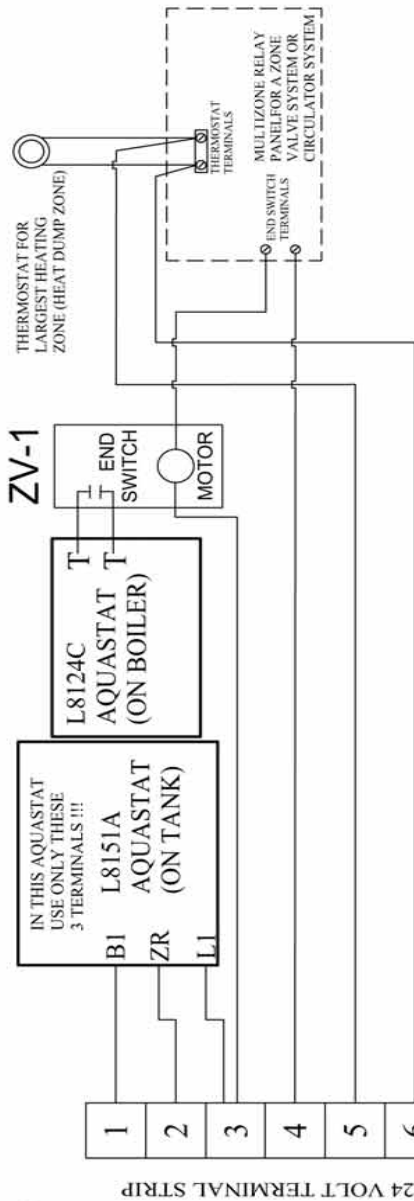 24 VOLT TERMINAL STRIP
1
2
3
4
5
6
IN THIS AQUASTAT
USE ONLY THESE
3 TERMINALS !!!
B1
ZR
L1
L8151A
AQUASTAT
(ON TANK)
L8124C
AQUASTAT
(ON BOILER)
T
T
ZV-1
END
SWITCH
MOTOR
THERMOSTAT FOR
LARGEST HEATING
ZONE (HEAT DUMP ZONE)
THERMOSTAT
TERMINALS
END SWITCH
TERMINALS
MULTIZONE RELAY
PANELFOR A ZONE
VALVE SYSTEM OR
CIRCULATOR SYSTEM